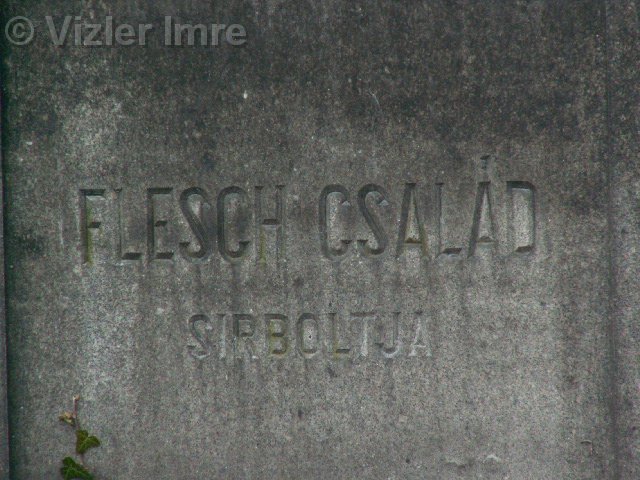 © Vizler Imre
FLESCH CSALÁD
SIRBOLTJA